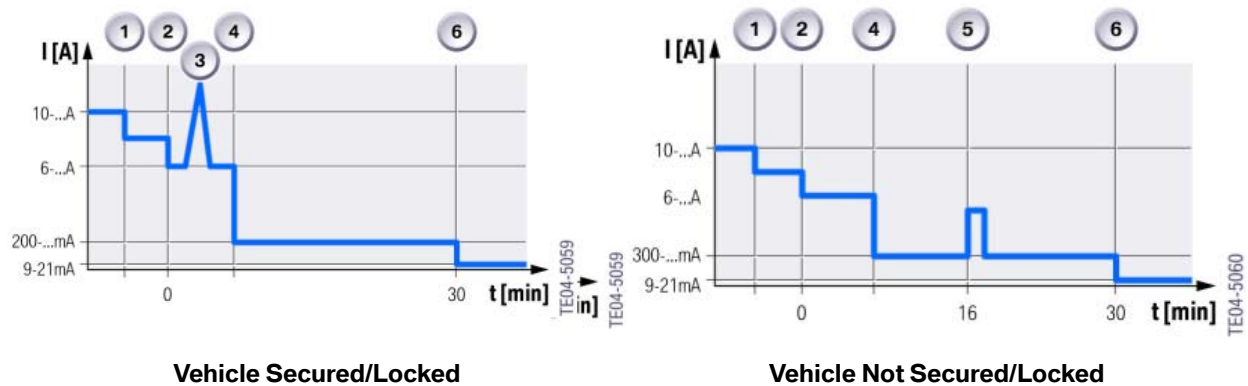 1 2 4 6
I [A]
3
10-...A
6-...A
200-...mA
9-21mA
0 30 t [min]
in]
TE04-5059
TE04-5059
Vehicle Secured/Locked
1 2 4 5 6
I [A]
10-...A
6-...A
300-...mA
9-21mA
0 16 30 t [min]
TE04-5060
Vehicle Not Secured/Locked